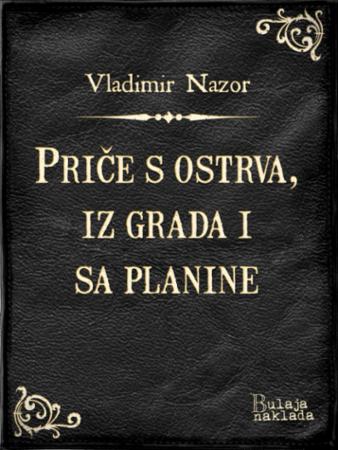 Vladimir Nazor
PRIČE S OSTRVA,
IZ GRADA I
SA PLANINE
Bulaja
naklada